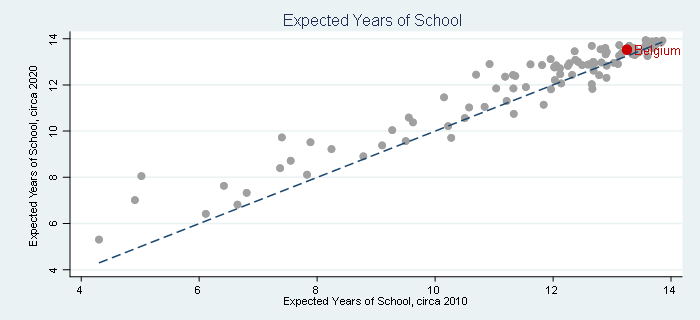 Expected Years of School
Expected Years of School, circa 2020
14
12
10
8
6
4
Belgium
4 6 8 10 12 14
Expected Years of School, circa 2010